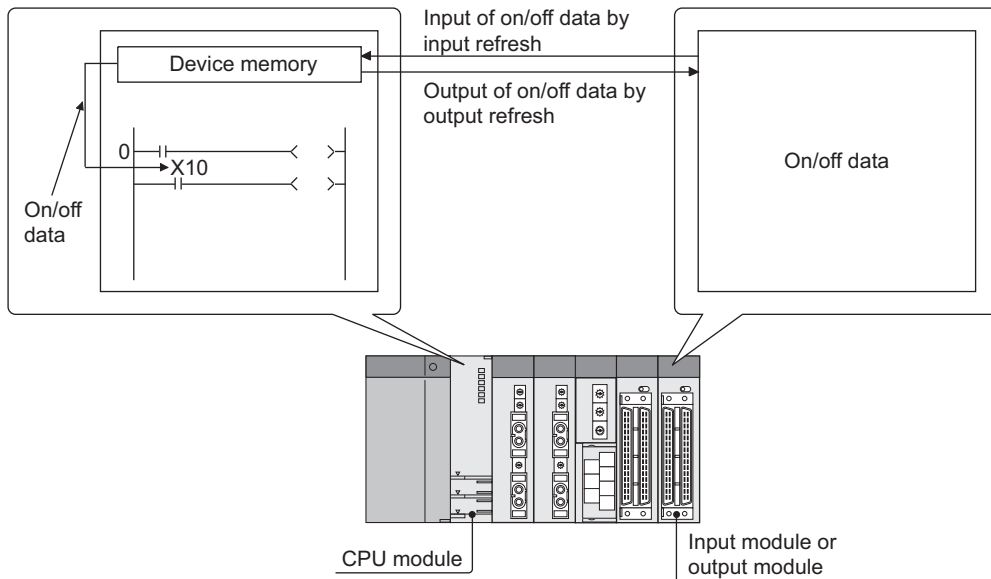 Input of on/off data by
input refresh
Device memory
Output of on/off data by
output refresh
0
X10
On/off
data
On/off data
CPU module
Input module or
output module